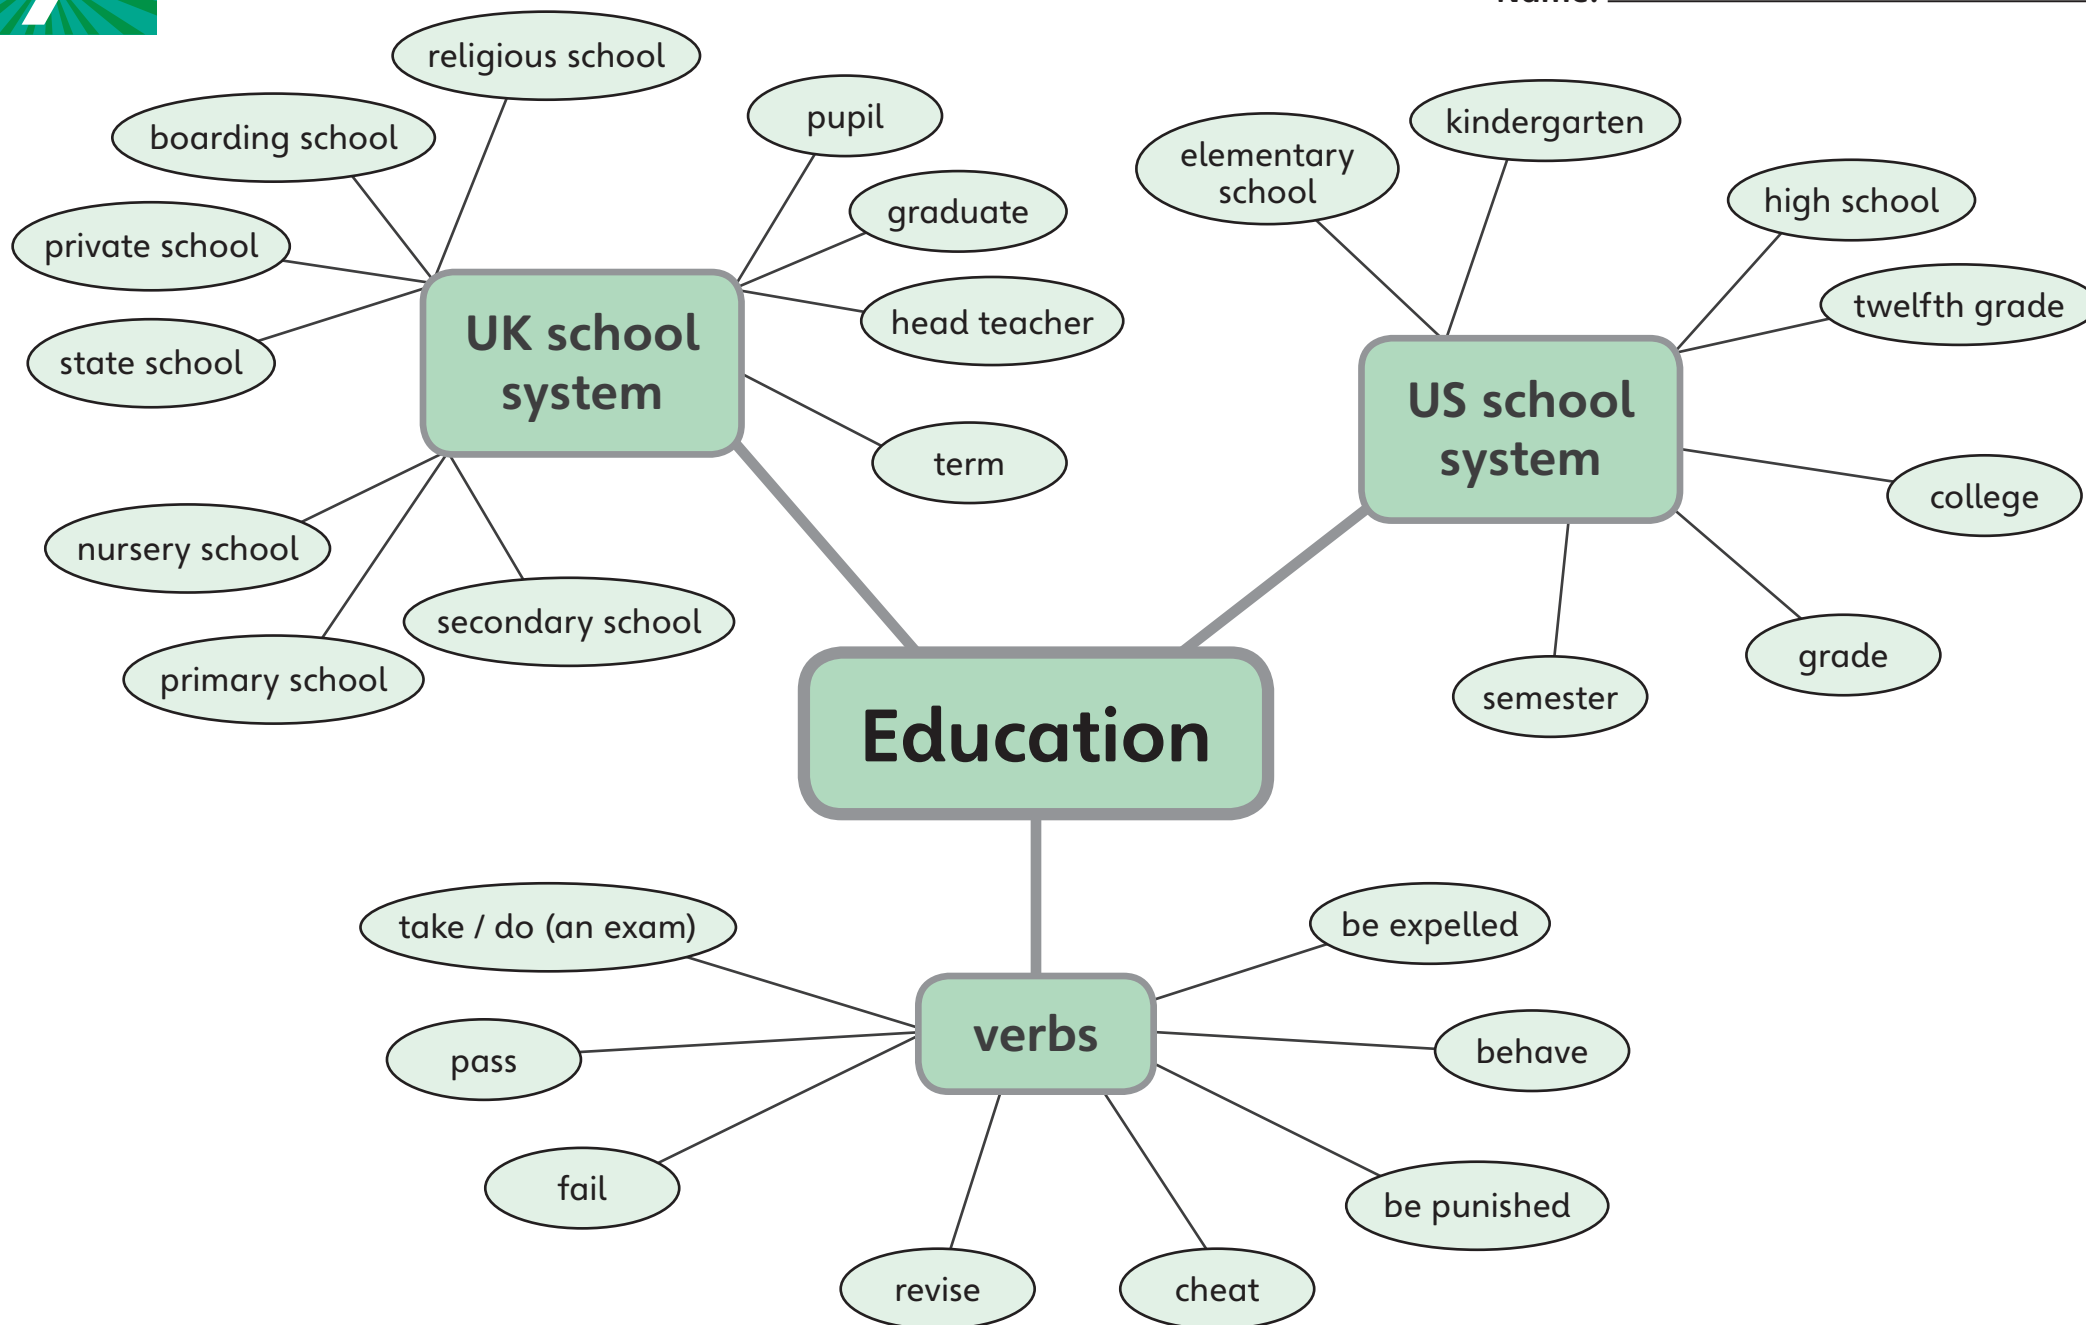 Name:
religious school
boarding school
pupil
kindergarten
elementary
school
private school
graduate
high school
head teacher
twelfth grade
state school
UK school
system
US school
system
term
college
nursery school
secondary school
primary school
grade
semester
Education
take / do (an exam)
be expelled
verbs
pass
behave
fail
be punished
revise
cheat